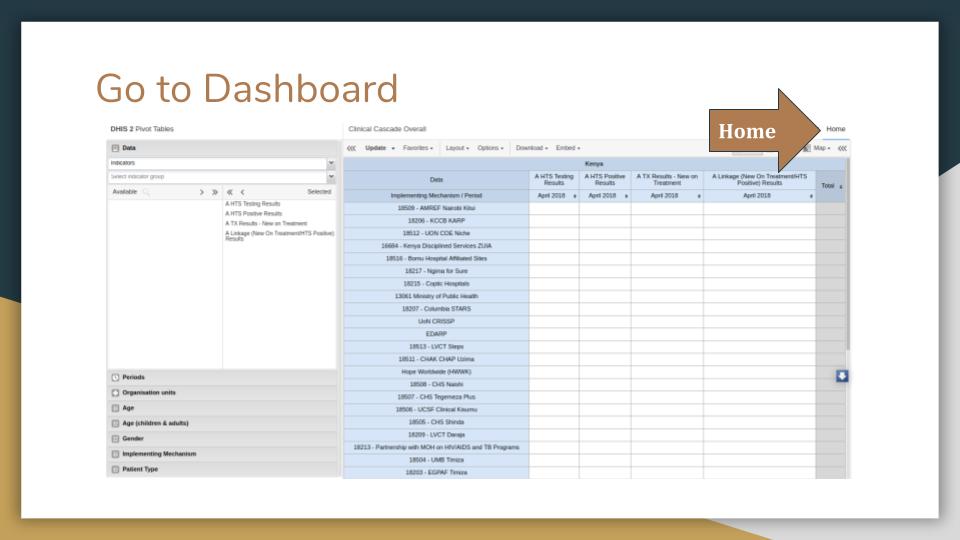 Go to Dashboard
DHIS 2 Pivot Tables
Clinical Cascade Overall
Home
Home
Data
Update
Favorites
Layout
Options
Download
Embed
Map
Indicators
Select indicator group
Available
Selected
A HTS Testing Results
A HTS Positive Results
A TX Results - New on Treatment
A Linkage (New On Treatment/HTS Positive)
Results
Periods
Organisation units
Age
Age (children & adults)
Gender
Implementing Mechanism
Patient Type
Kenya
Data
A HTS Testing
Results
A HTS Positive
Results
A TX Results - New on
Treatment
A Linkage (New On Treatment/HTS
Positive) Results
Total
Implementing Mechanism / Period
April 2018
April 2018
April 2018
April 2018
18509 - AMREF Nairobi Kitui
18206 - KCCB KARP
18512 - UON COE Niche
16684 - Kenya Disciplined Services ZUIA
18516 - Bomu Hospital Affiliated Sites
18217 - Ngima for Sure
18215 - Coptic Hospitals
13061 Ministry of Public Health
18207 - Columbia STARS
UoN CRISSP
EDARP
18513 - LVCT Steps
18511 - CHAK CHAP Uzima
Hope Worldwide (HWWK)
18508 - CHS Naishi
18507 - CHS Tegemeza Plus
18506 - UCSF Clinical Kisumu
18505 - CHS Shinda
18209 - LVCT Daraja
18213 - Partnership with MOH on HIV/AIDS and TB Programs
18504 - UMB Timiza
18203 - EGPAF Timiza